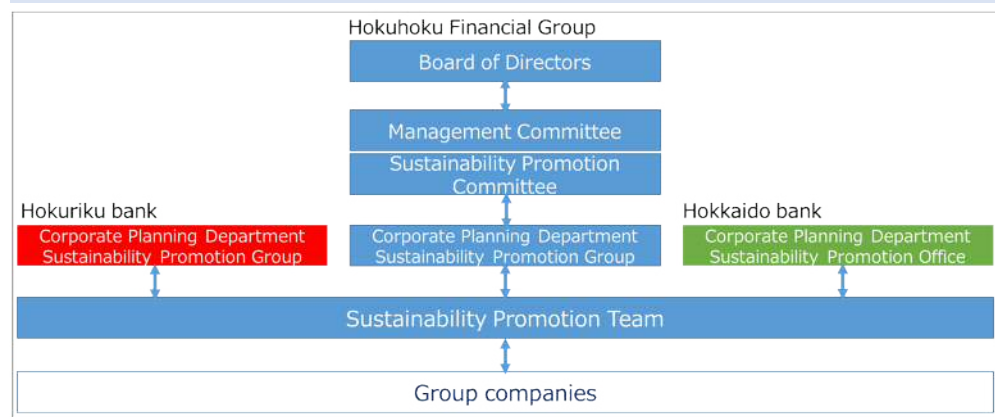 Hokuhoku Financial Group
Board of Directors
Management Committee
Sustainability Promotion
Committee
Hokuriku bank
Hokkaido bank
Corporate Planning Department
Sustainability Promotion Group
Corporate Planning Department
Sustainability Promotion Group
Corporate Planning Department
Sustainability Promotion Office
Sustainability Promotion Team
Group companies